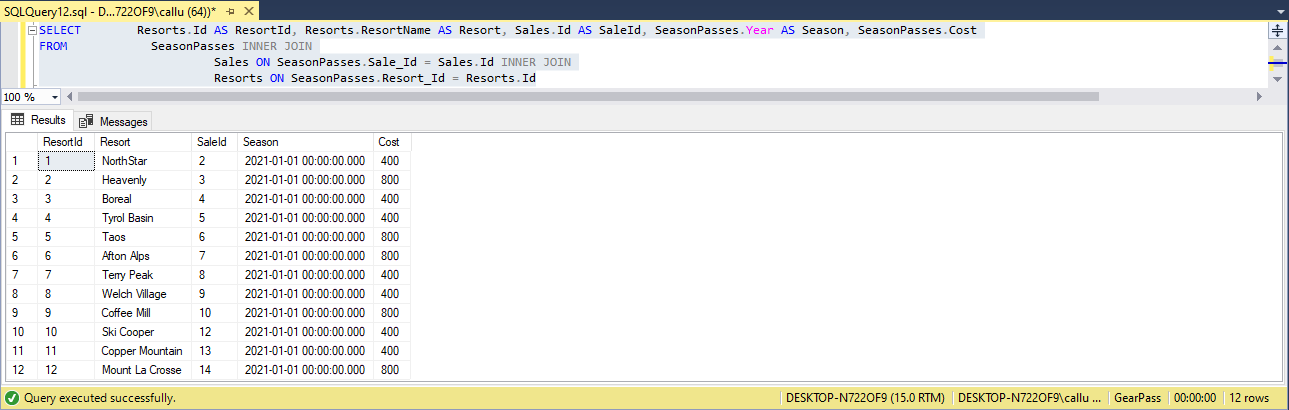 SQLQuery12.sql - D...722OF9\callu (64))*
SELECT Resorts.Id AS ResortId, Resorts.ResortName AS Resort, Sales.Id AS SaleId, SeasonPasses.Year AS Season, SeasonPasses.Cost
FROM SeasonPasses INNER JOIN
Sales ON SeasonPasses.Sale_Id = Sales.Id INNER JOIN
Resorts ON SeasonPasses.Resort_Id = Resorts.Id
100 %
Results Messages
ResortId Resort SaleId Season Cost
1 1 NorthStar 2 2021-01-01 00:00:00.000 400
2 2 Heavenly 3 2021-01-01 00:00:00.000 800
3 3 Boreal 4 2021-01-01 00:00:00.000 400
4 4 Tyrol Basin 5 2021-01-01 00:00:00.000 400
5 5 Taos 6 2021-01-01 00:00:00.000 800
6 6 Afton Alps 7 2021-01-01 00:00:00.000 800
7 7 Terry Peak 8 2021-01-01 00:00:00.000 400
8 8 Welch Village 9 2021-01-01 00:00:00.000 400
9 9 Coffee Mill 10 2021-01-01 00:00:00.000 800
10 10 Ski Cooper 12 2021-01-01 00:00:00.000 400
11 11 Copper Mountain 13 2021-01-01 00:00:00.000 400
12 12 Mount La Crosse 14 2021-01-01 00:00:00.000 800
Query executed successfully. DESKTOP-N722OF9 (15.0 RTM) DESKTOP-N722OF9\callu ... GearPass 00:00:00 12 rows